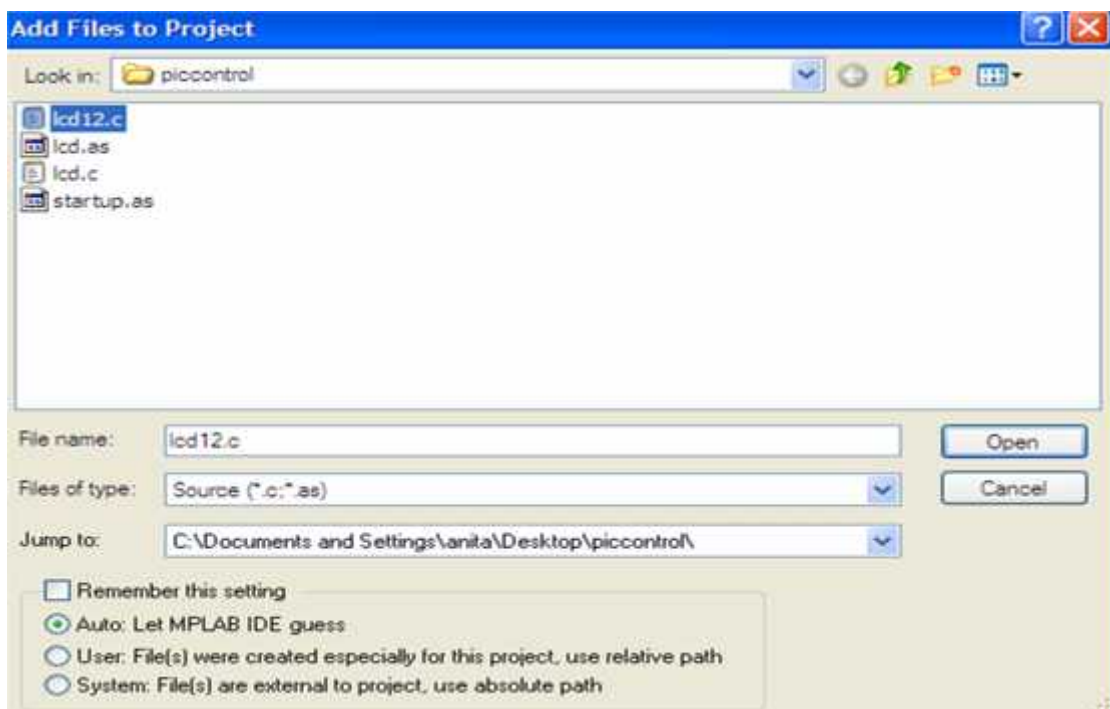 Add Files to Project
Look in: piccontrol
lcd12.c
lcd.as
lcd.c
startup.as
File name: lcd12.c Open
Files of type: Source (*.c;*.as) Cancel
Jump to: C:\Documents and Settings\anita\Desktop\piccontrol\
Remember this setting
Auto: Let MPLAB IDE guess
User: File(s) were created especially for this project, use relative path
System: File(s) are external to project, use absolute path